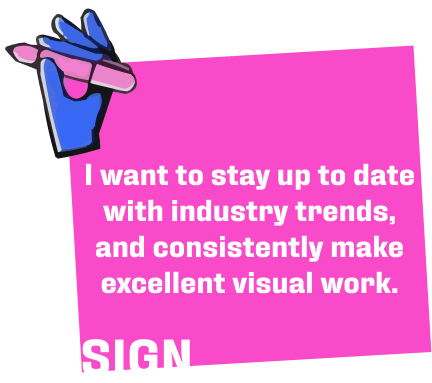 I want to stay up to date
with industry trends,
and consistently make
excellent visual work.
SIGN